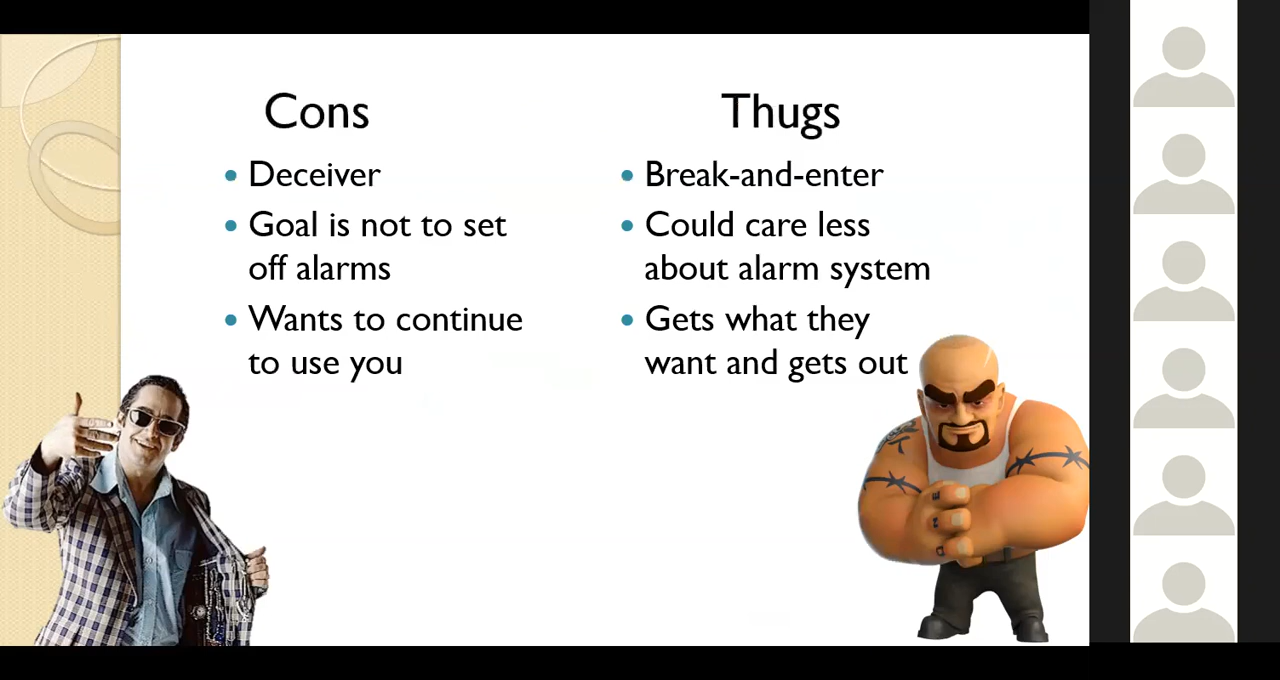 Cons
Deceiver
Goal is not to set
off alarms
Wants to continue
to use you
Thugs
Break-and-enter
Could care less
about alarm system
Gets what they
want and gets out